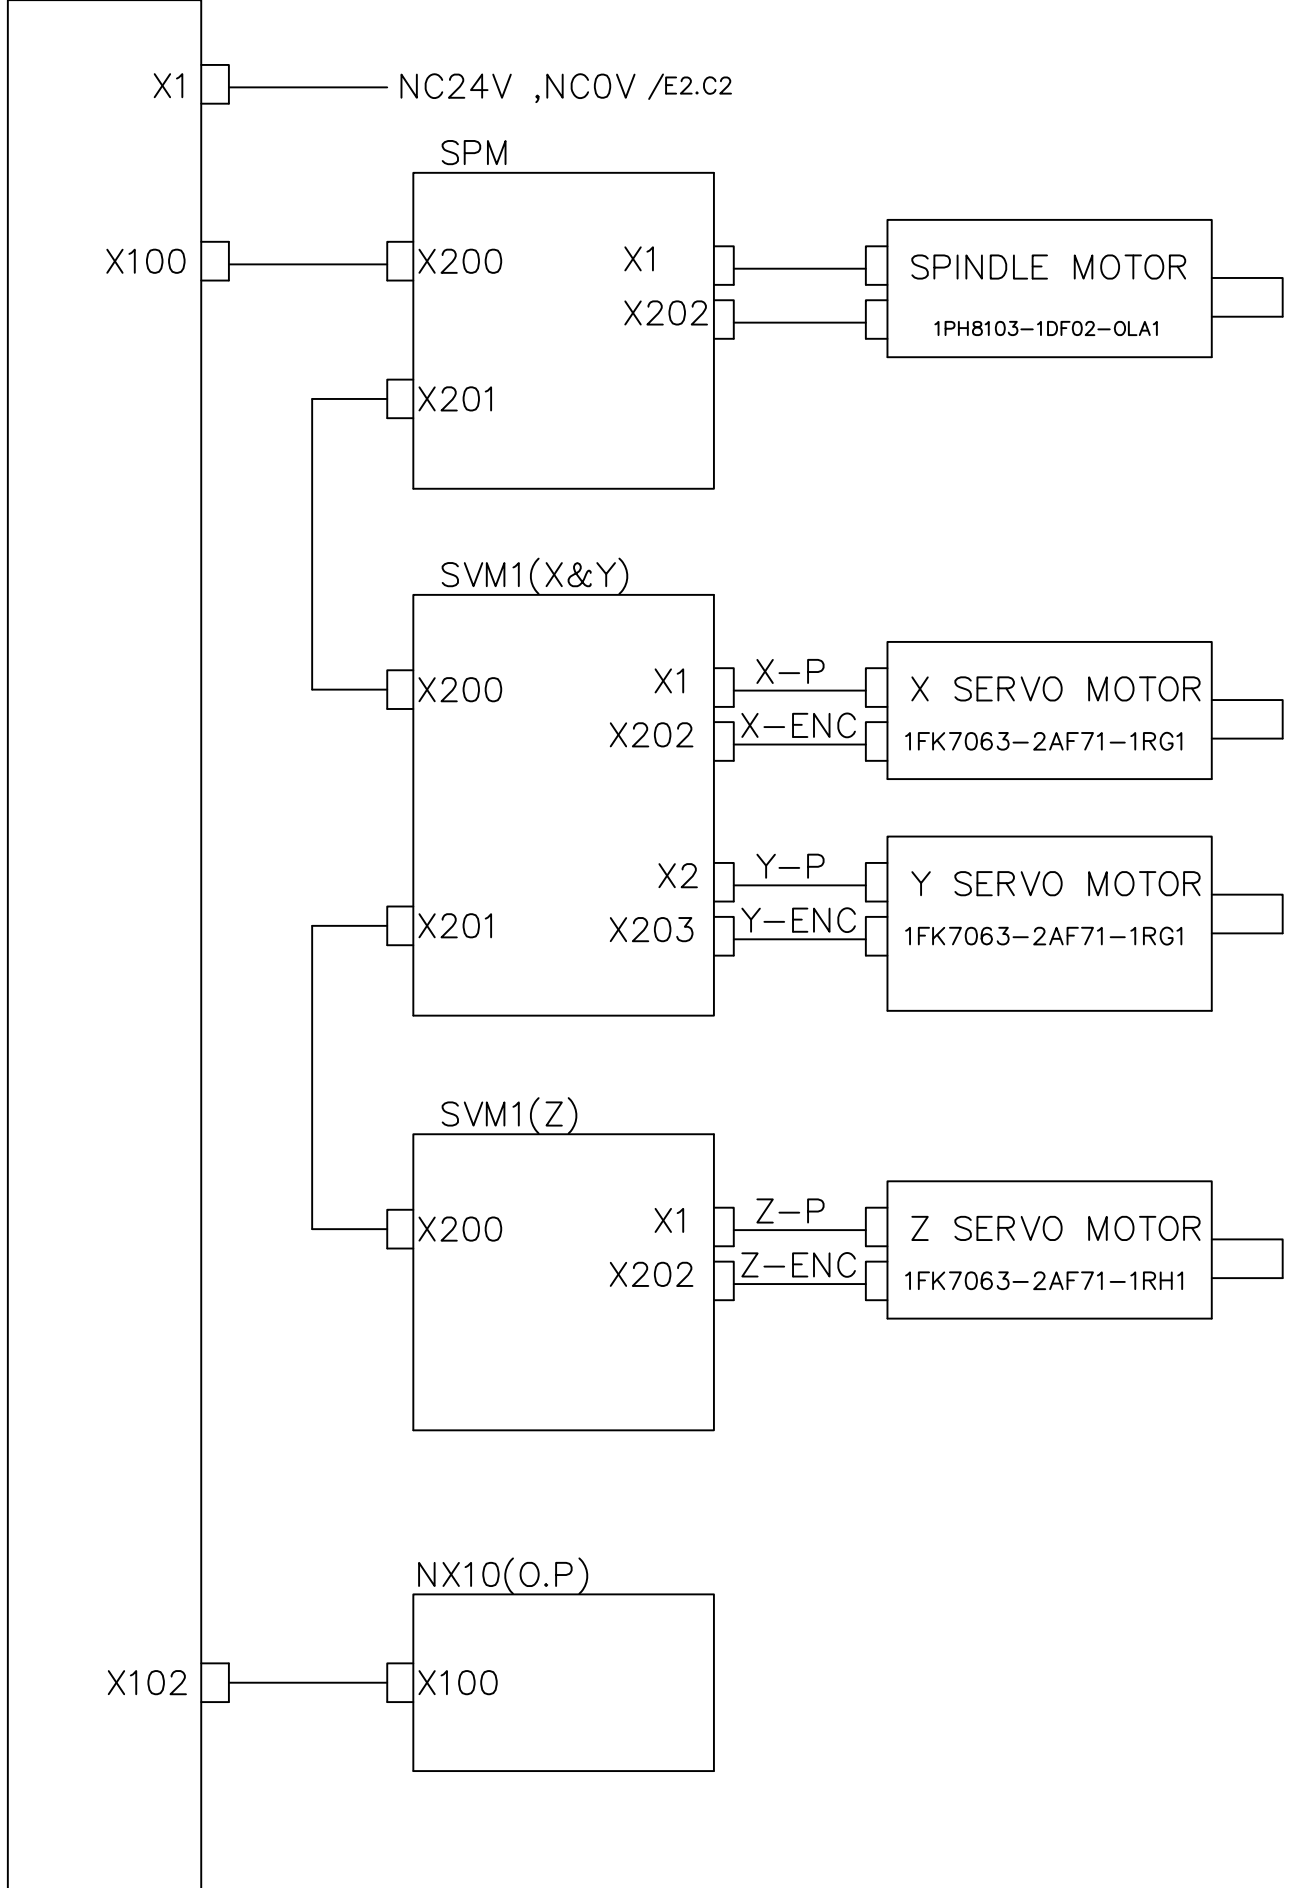 X1
NC24V ,NC0V /E2.C2
SPM
X100
X200
X1
X202
X201
SPINDLE MOTOR
1PH8103-1DF02-0LA1
SVM1(X&Y)
X200
X1
X202
X-P
X-ENC
X SERVO MOTOR
1FK7063-2AF71-1RG1
X2
X203
X201
Y-P
Y-ENC
Y SERVO MOTOR
1FK7063-2AF71-1RG1
SVM1(Z)
X200
X1
X202
Z-P
Z-ENC
Z SERVO MOTOR
1FK7063-2AF71-1RH1
NX10(O.P)
X102
X100